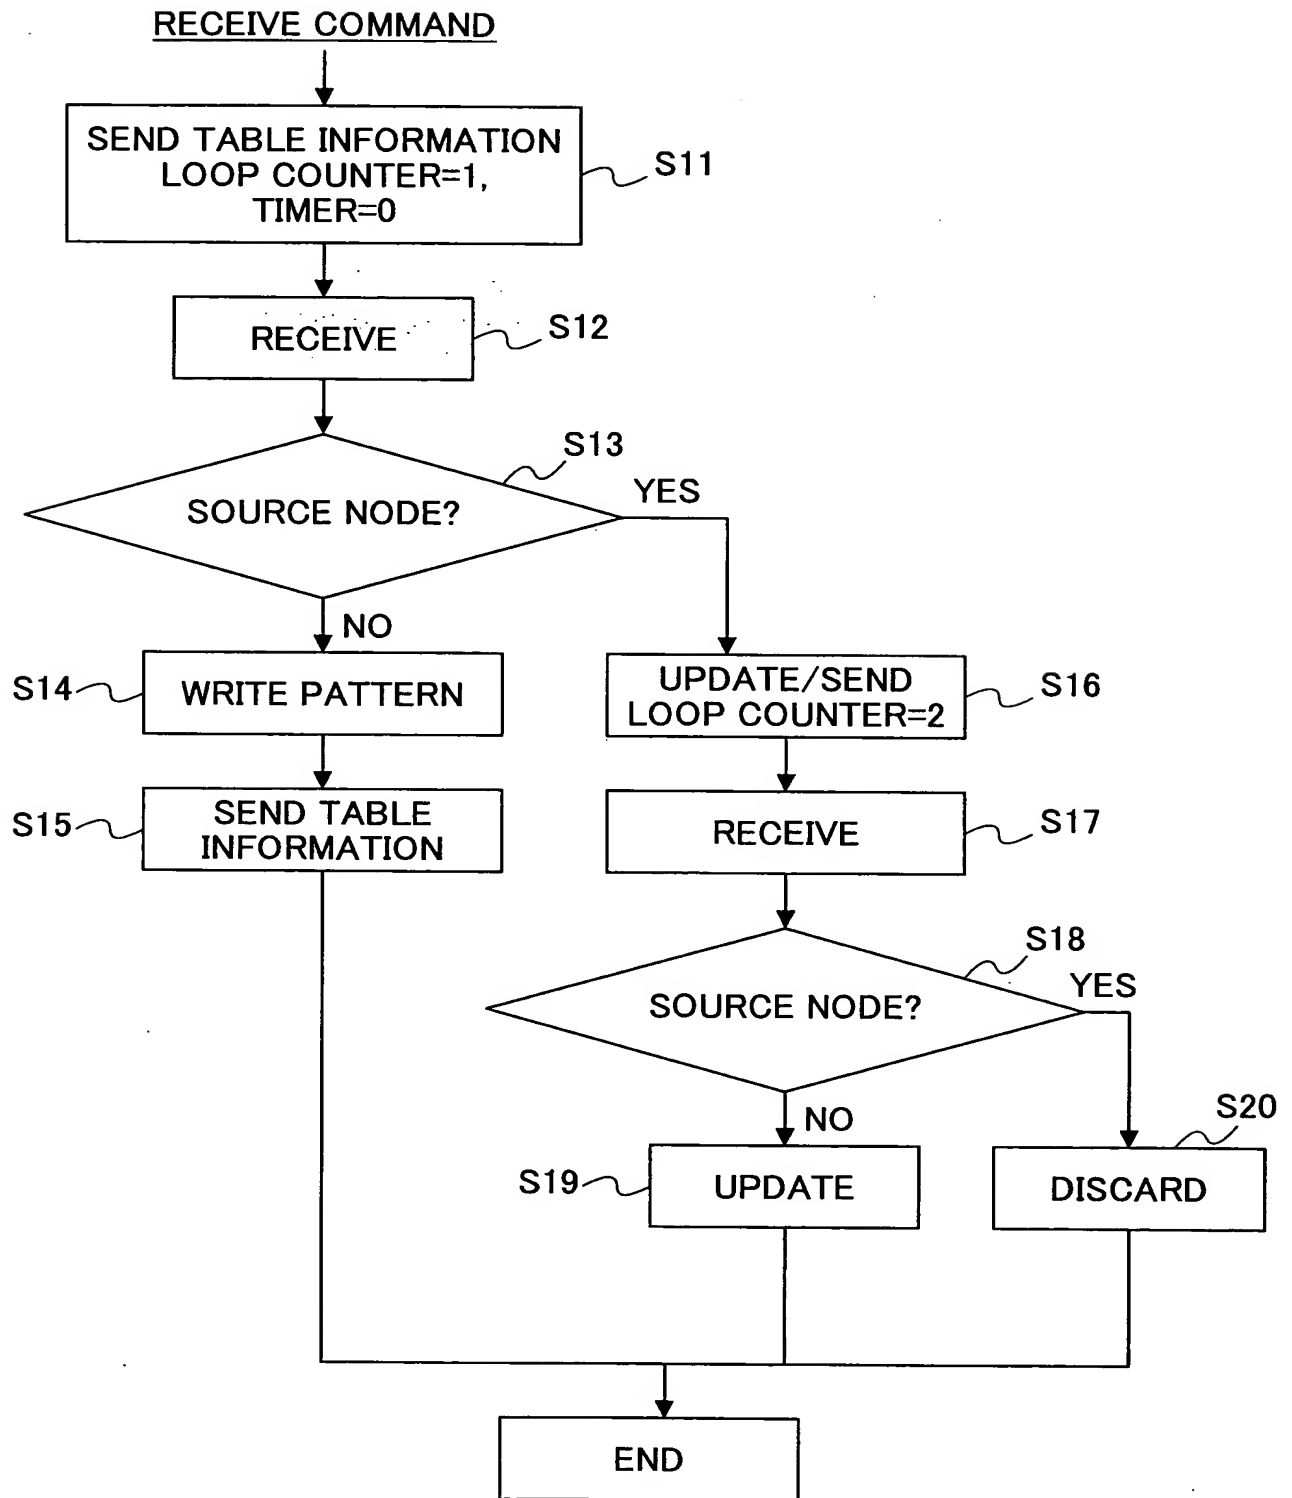 RECEIVE COMMAND
SEND TABLE INFORMATION
LOOP COUNTER=1,
TIMER=0
S11
RECEIVE
S12
S13
SOURCE NODE?
YES
NO
S14
WRITE PATTERN
UPDATE/SEND
LOOP COUNTER=2
S16
S15
SEND TABLE
INFORMATION
RECEIVE
S17
S18
SOURCE NODE?
YES
NO
S20
S19
UPDATE
DISCARD
END